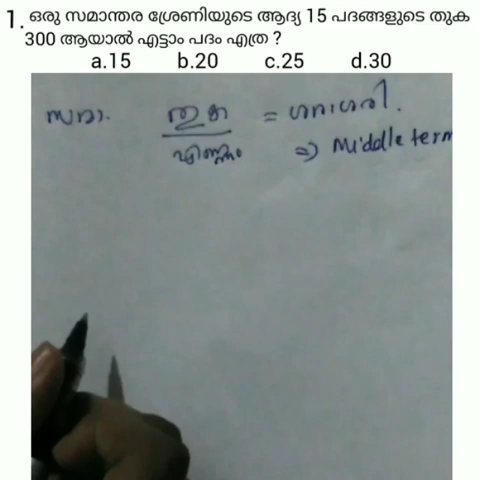 1. ഒരു സമാന്തര ശ്രേണിയുടെ ആദ്യ 15 പദങ്ങളുടെ തുക
300 ആയാൽ എട്ടാം പദം എത്ര ?
a.15 b.20 c.25 d.30
തുക = ശരാശരി.
എണ്ണം ⇒ Middle term